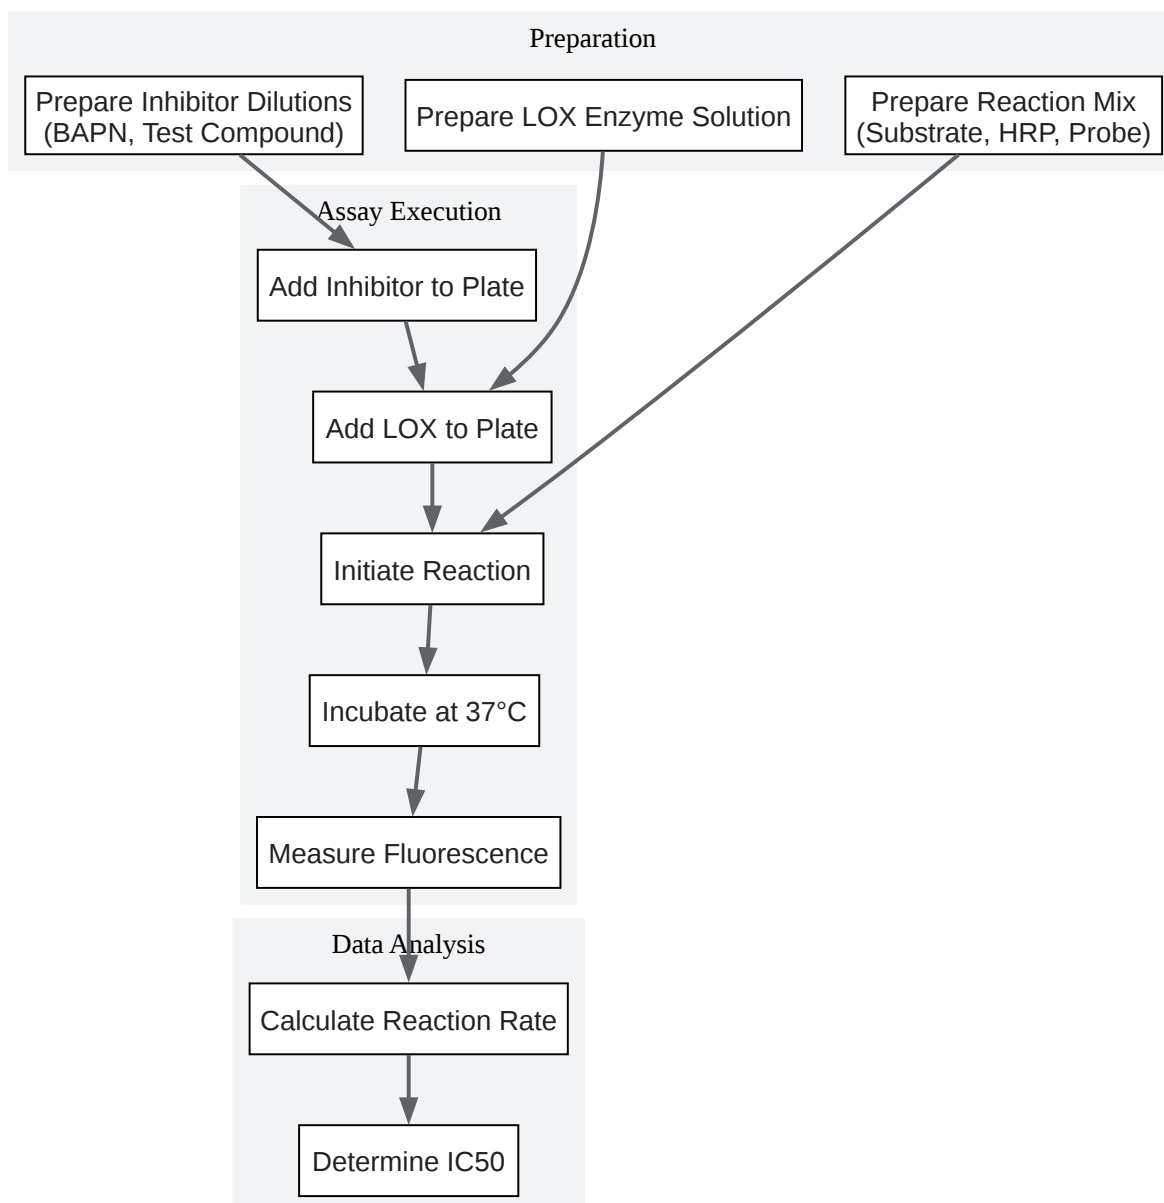 Preparation
Prepare Inhibitor Dilutions
(BAPN, Test Compound)
Prepare LOX Enzyme Solution
Prepare Reaction Mix
(Substrate, HRP, Probe)
Assay Execution
Add Inhibitor to Plate
Add LOX to Plate
Initiate Reaction
Incubate at 37°C
Measure Fluorescence
Data Analysis
Calculate Reaction Rate
Determine IC50